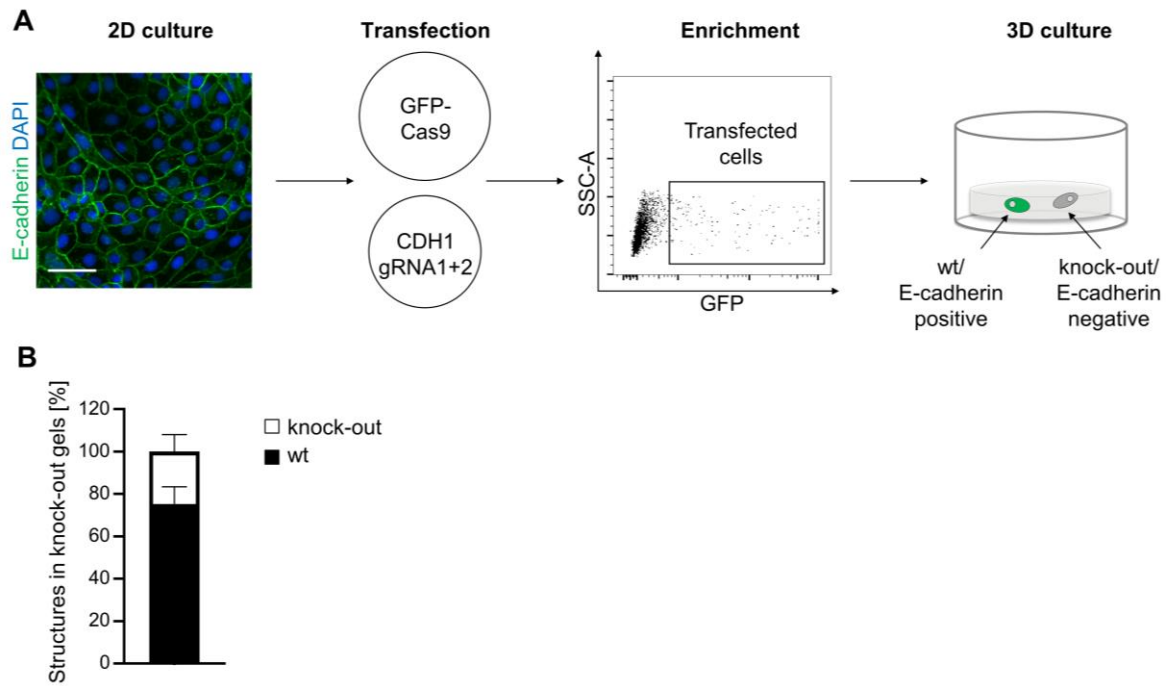 A
2D culture
Transfection
Enrichment
3D culture
E-cadherin DAPI
GFP-
Cas9
CDH1
gRNA1+2
SSC-A
Transfected
cells
GFP
wt/
E-cadherin
positive
knock-out/
E-cadherin
negative
B
Structures in knock-out gels [%]
120
100
80
60
40
20
0
knock-out
wt